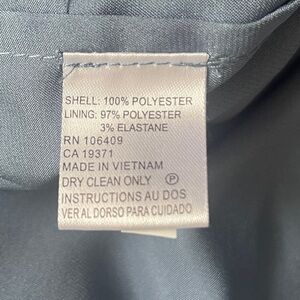 SHELL: 100% POLYESTER
LINING: 97% POLYESTER
3% ELASTANE
RN 106409
CA 19371
MADE IN VIETNAM
DRY CLEAN ONLY Ⓟ
INSTRUCTIONS AU DOS
VER AL DORSO PARA CUIDADO